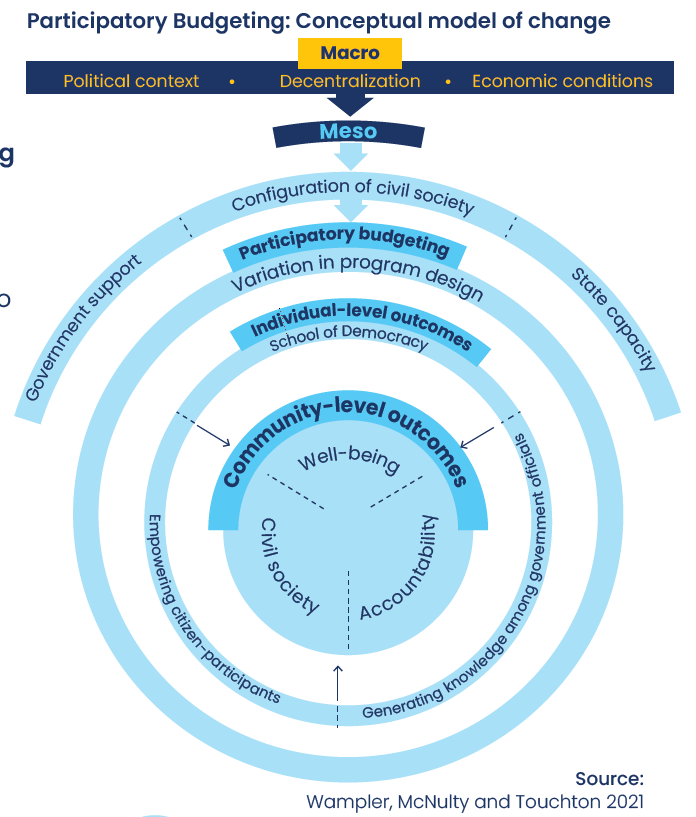 Participatory Budgeting: Conceptual model of change
Macro
Political context • Decentralization • Economic conditions
Meso
g
Configuration of civil society
Government support
State capacity
o
Participatory budgeting
Variation in program design
Individual-level outcomes
School of Democracy
Community-level outcomes
Well-being
Civil society
Accountability
Empowering citizen-participants
Generating knowledge among government officials
Source:
Wampler, McNulty and Touchton 2021